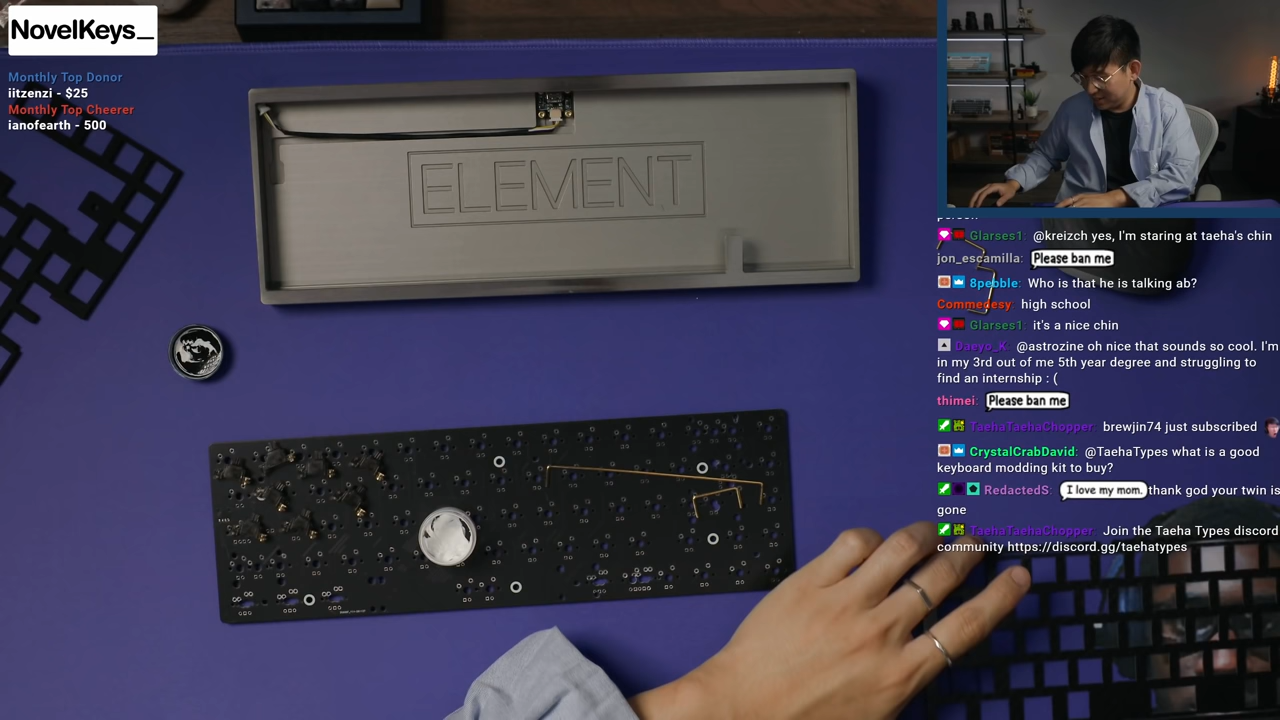 NovelKeys_
Monthly Top Donor
iitzenzi - $25
Monthly Top Cheerer
ianofearth - 500
ELEMENT
Glarses1: @kreizch yes, I'm staring at taeha's chin
jon_escamilla: Please ban me
8pebble: Who is that he is talking ab?
Commedesy: high school
Glarses1: it's a nice chin
Daeyo_K: @astrozine oh nice that sounds so cool. I'm
in my 3rd out of me 5th year degree and struggling to
find an internship : (
thimei: Please ban me
TaehaTaehaChopper: brewjin74 just subscribed
CrystalCrabDavid: @TaehaTypes what is a good
keyboard modding kit to buy?
RedactedS: I love my mom. thank god your twin is
gone
TaehaTaehaChopper: Join the Taeha Types discord
community https://discord.gg/taehatypes